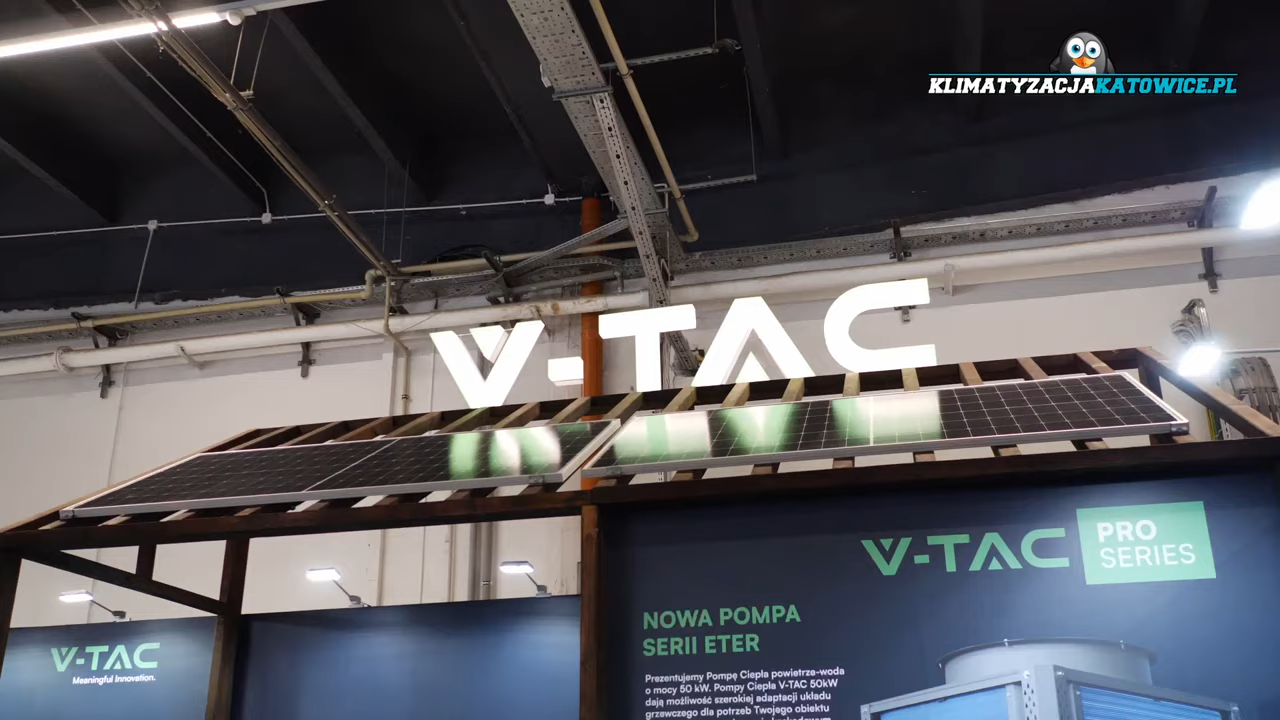 KLIMATYZACJAKATOWICE.PL
V-TAC
V-TAC PRO SERIES
NOWA POMPA
SERII ETER
Prezentujemy Pompę Ciepła powietrze-woda
o mocy 50 kW. Pompy Ciepła V-TAC 50kW
dają możliwość szerokiej adaptacji układu
grzewczego dla potrzeb Twojego obiektu
V-TAC
Meaningful Innovation.